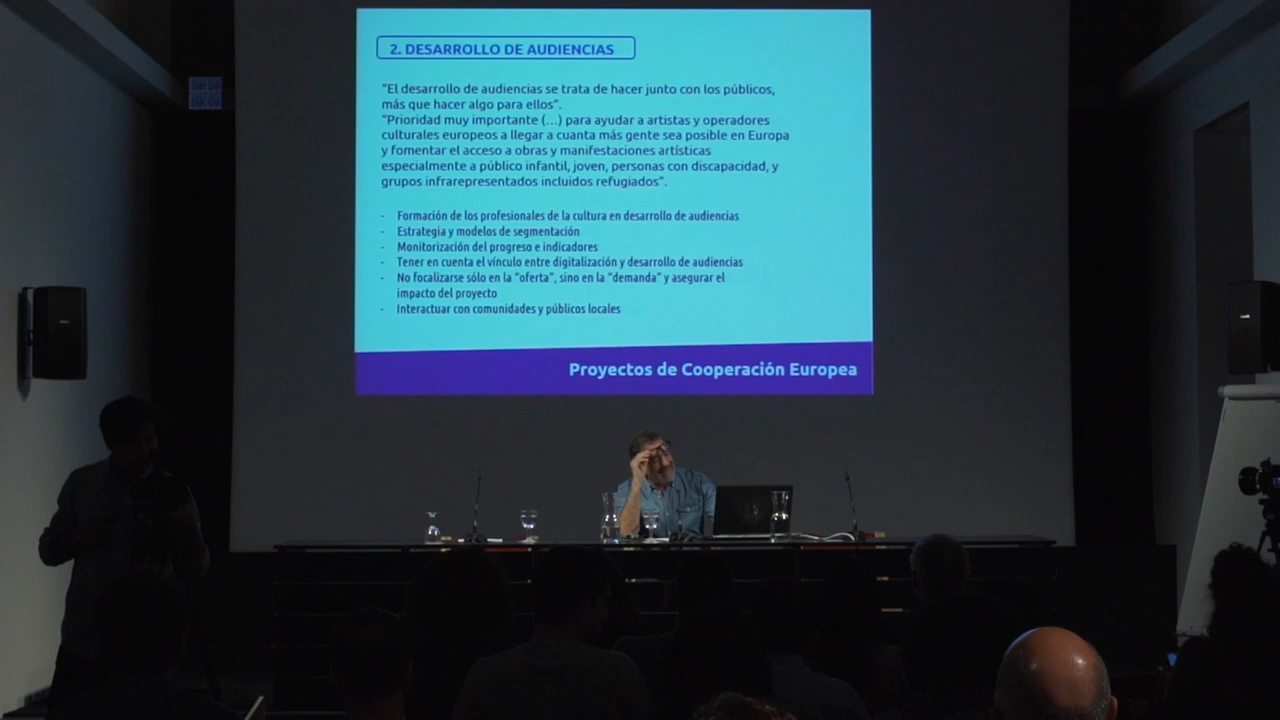 2. DESARROLLO DE AUDIENCIAS
“El desarrollo de audiencias se trata de hacer junto con los públicos,
más que hacer algo para ellos”.
“Prioridad muy importante (...) para ayudar a artistas y operadores
culturales europeos a llegar a cuanta más gente sea posible en Europa
y fomentar el acceso a obras y manifestaciones artísticas
especialmente a público infantil, joven, personas con discapacidad, y
grupos infrarepresentados incluidos refugiados”.
- Formación de los profesionales de la cultura en desarrollo de audiencias
- Estrategia y modelos de segmentación
- Monitorización del progreso e indicadores
- Tener en cuenta el vínculo entre digitalización y desarrollo de audiencias
- No focalizarse sólo en la “oferta”, sino en la “demanda” y asegurar el
impacto del proyecto
- Interactuar con comunidades y públicos locales
Proyectos de Cooperación Europea